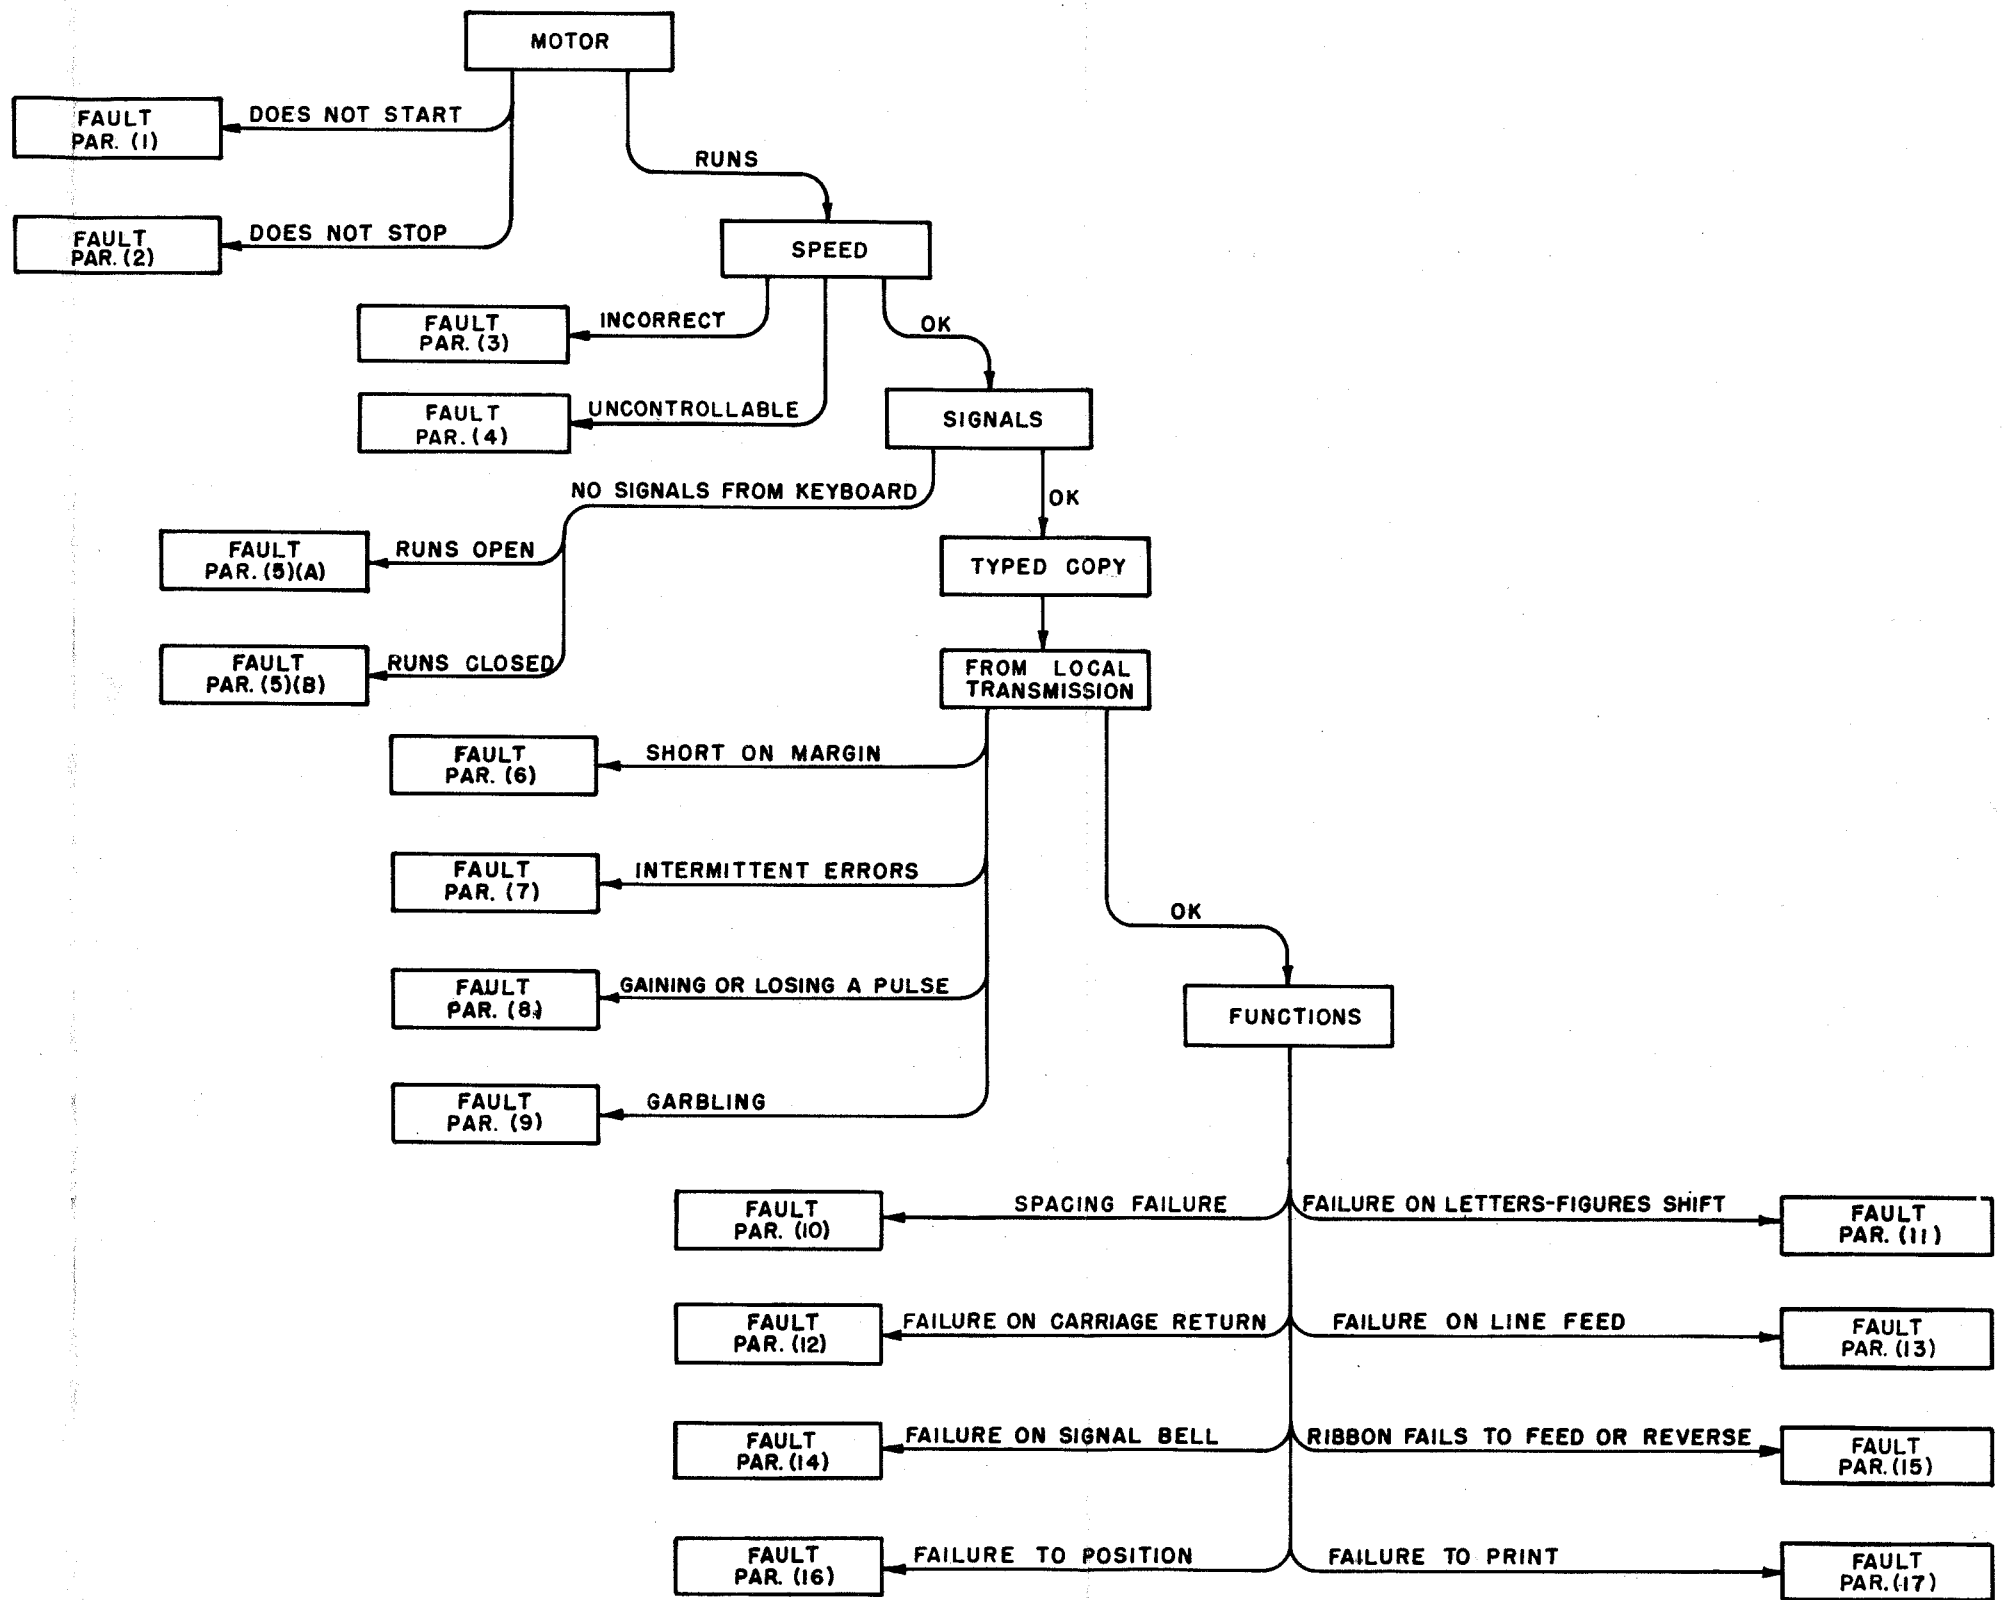 MOTOR
FAULT
PAR. (1)
DOES NOT START
RUNS
FAULT
PAR. (2)
DOES NOT STOP
SPEED
FAULT
PAR. (3)
INCORRECT
OK
FAULT
PAR. (4)
UNCONTROLLABLE
SIGNALS
NO SIGNALS FROM KEYBOARD
OK
FAULT
PAR. (5)(A)
RUNS OPEN
TYPED COPY
FAULT
PAR. (5)(B)
RUNS CLOSED
FROM LOCAL
TRANSMISSION
FAULT
PAR. (6)
SHORT ON MARGIN
FAULT
PAR. (7)
INTERMITTENT ERRORS
OK
FAULT
PAR. (8)
GAINING OR LOSING A PULSE
FUNCTIONS
FAULT
PAR. (9)
GARBLING
FAULT
PAR. (10)
SPACING FAILURE
FAILURE ON LETTERS-FIGURES SHIFT
FAULT
PAR. (11)
FAULT
PAR. (12)
FAILURE ON CARRIAGE RETURN
FAILURE ON LINE FEED
FAULT
PAR. (13)
FAULT
PAR. (14)
FAILURE ON SIGNAL BELL
RIBBON FAILS TO FEED OR REVERSE
FAULT
PAR. (15)
FAULT
PAR. (16)
FAILURE TO POSITION
FAILURE TO PRINT
FAULT
PAR. (17)